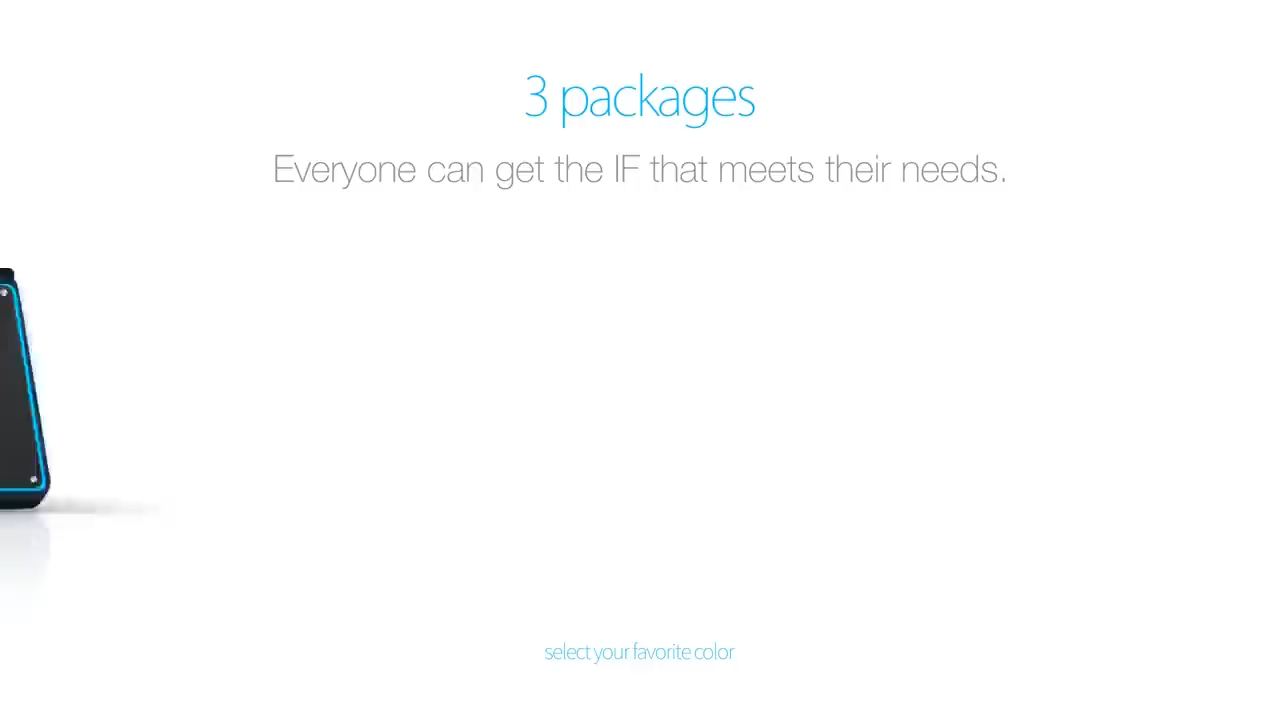 3 packages
Everyone can get the IF that meets their needs.
select your favorite color